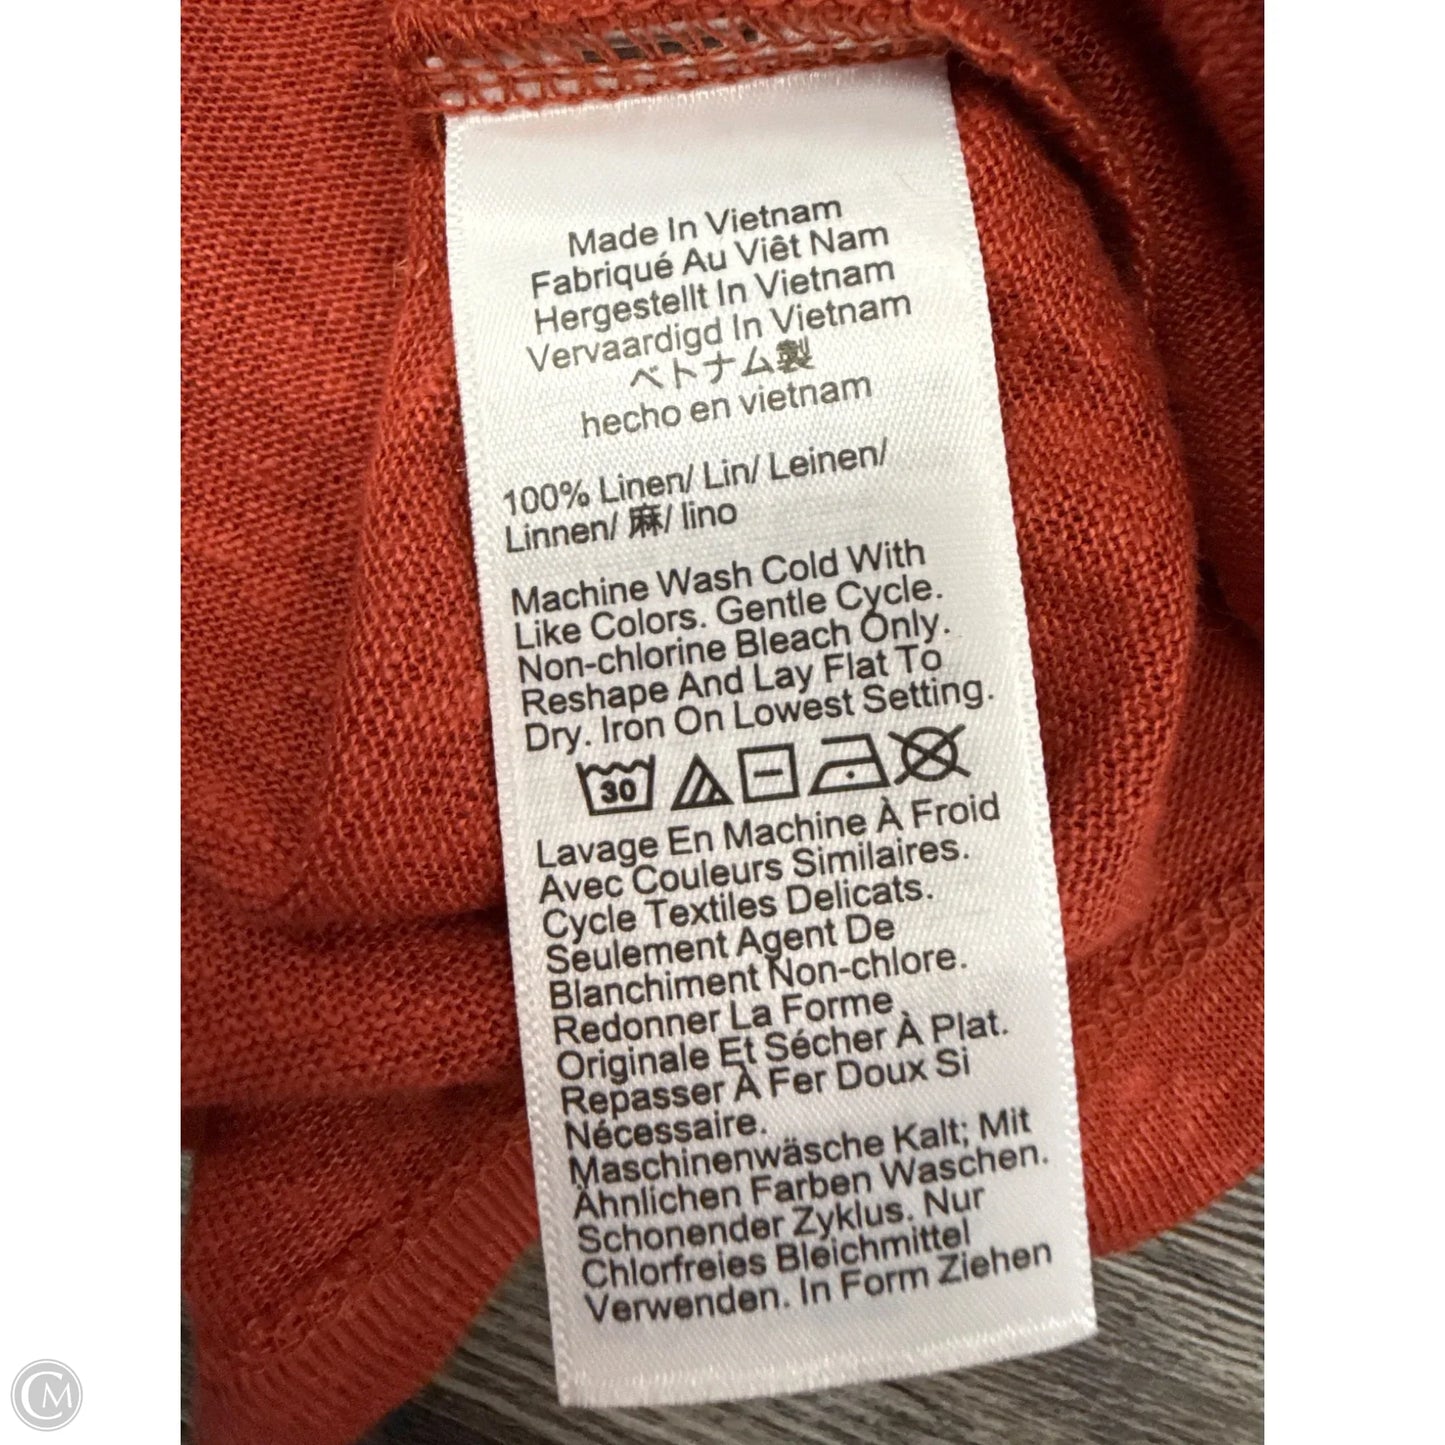 Made In Vietnam
Fabriqué Au Viêt Nam
Hergestellt In Vietnam
Vervaardigd In Vietnam
ベトナム製
hecho en vietnam
100% Linen/ Lin/ Leinen/
Linnen/ 麻/ lino
Machine Wash Cold With
Like Colors. Gentle Cycle.
Non-chlorine Bleach Only.
Reshape And Lay Flat To
Dry. Iron On Lowest Setting.
30
Lavage En Machine À Froid
Avec Couleurs Similaires.
Cycle Textiles Delicats.
Seulement Agent De
Blanchiment Non-chlore.
Redonner La Forme
Originale Et Sécher À Plat.
Repasser À Fer Doux Si
Nécessaire.
Maschinenwäsche Kalt; Mit
Ähnlichen Farben Waschen.
Schonender Zyklus. Nur
Chlorfreies Bleichmittel
Verwenden. In Form Ziehen
CM